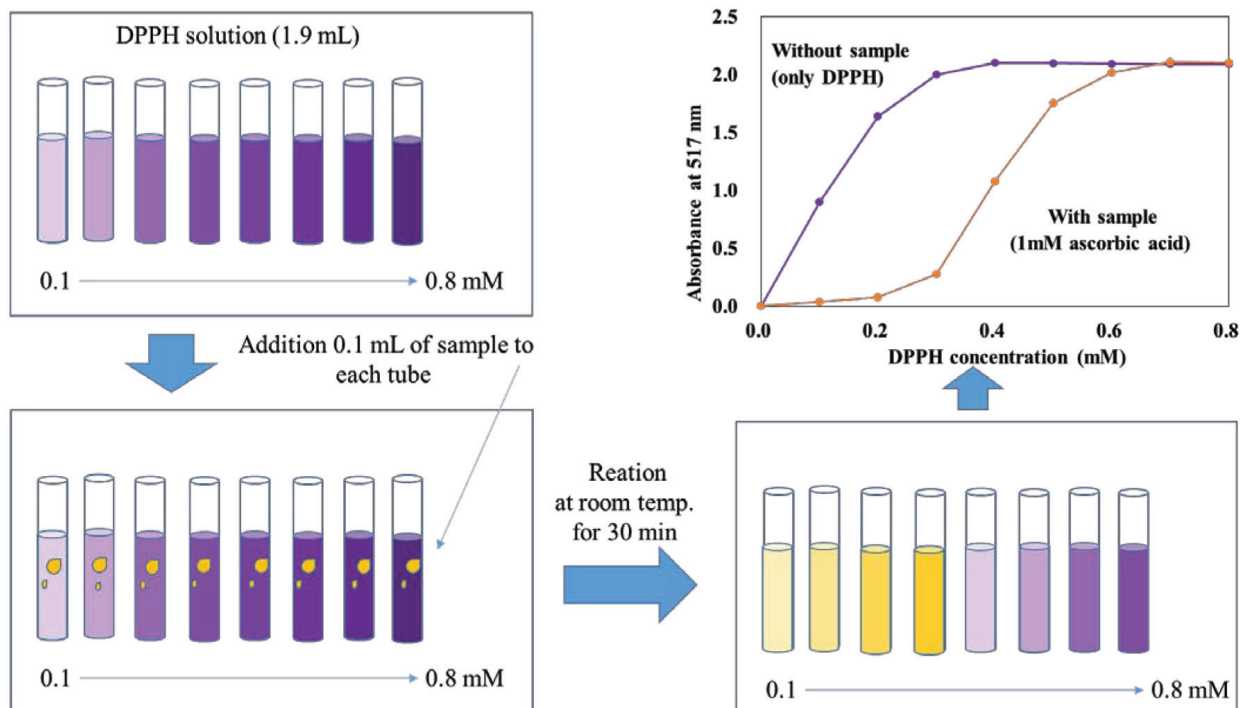 DPPH solution (1.9 mL)
0.1
0.8 mM
Addition 0.1 mL of sample to
each tube
0.1
0.8 mM
Reation
at room temp.
for 30 min
0.1
0.8 mM
Absorbance at 517 nm
2.5
2.0
1.5
1.0
0.5
0.0
Without sample
(only DPPH)
With sample
(1mM ascorbic acid)
0.0 0.2 0.4 0.6 0.8
DPPH concentration (mM)